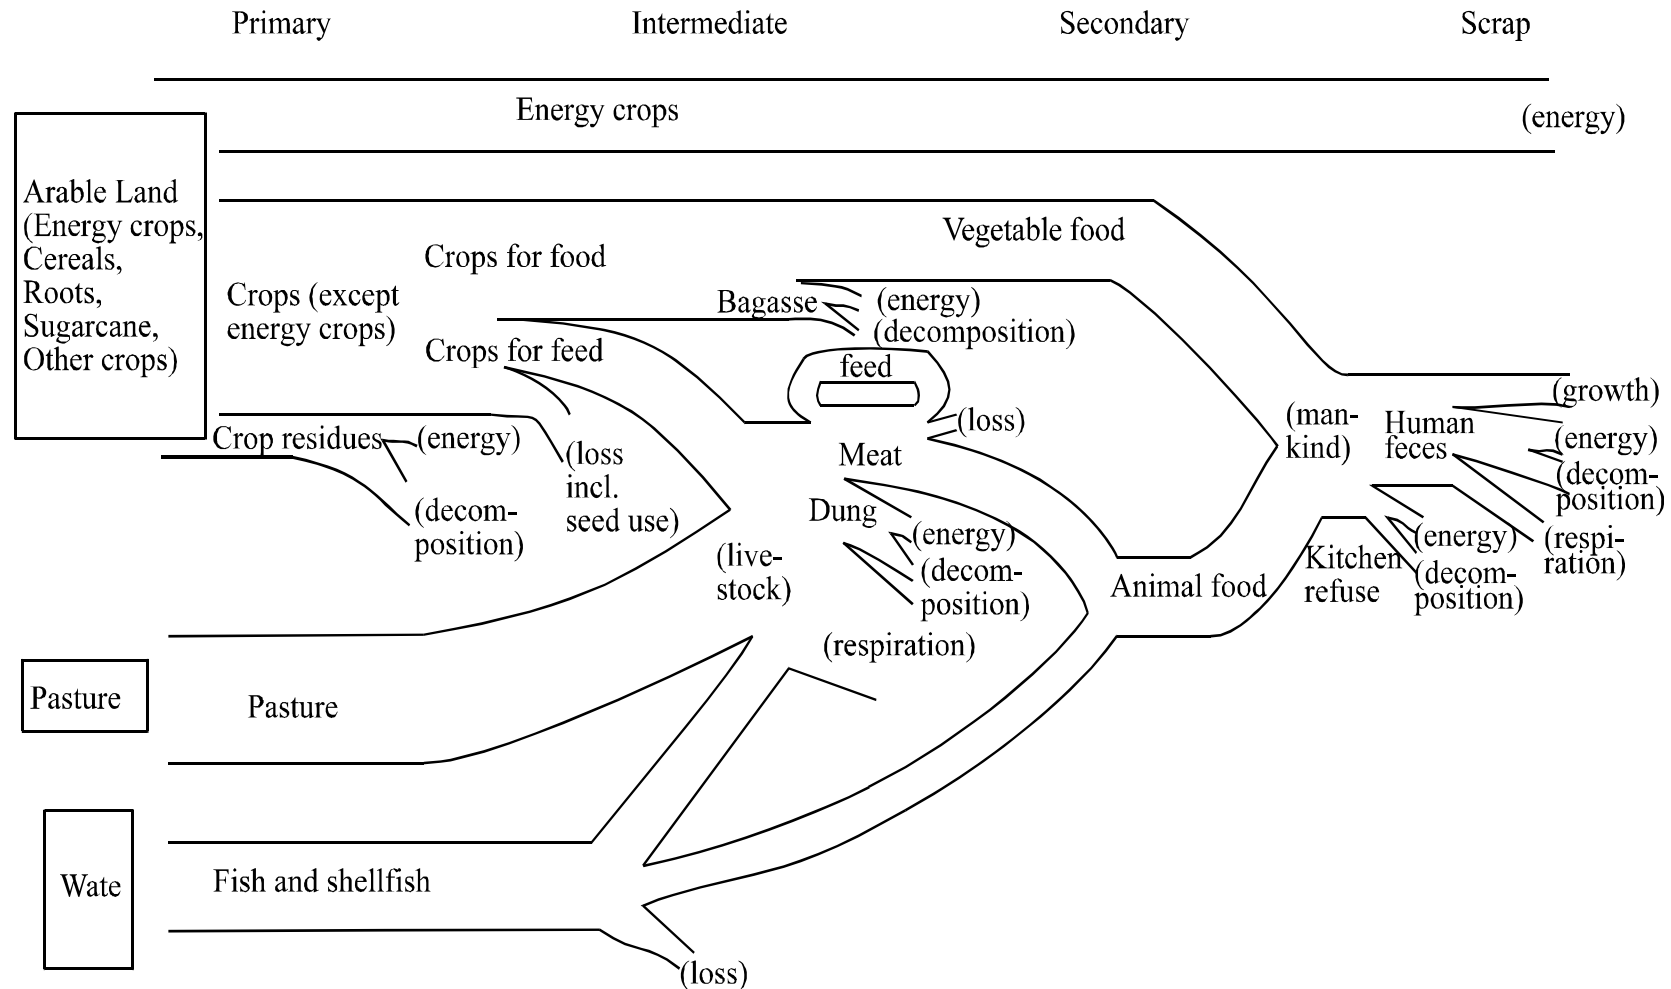 Primary
Intermediate
Secondary
Scrap
Energy crops
(energy)
Arable Land
(Energy crops,
Cereals,
Roots,
Sugarcane,
Other crops)
Vegetable food
Crops for food
Crops (except
energy crops)
Bagasse
(energy)
(decomposition)
Crops for feed
feed
(loss)
Crop residues
(energy)
(decom-
position)
(loss
incl.
seed use)
Meat
Dung
(energy)
(decom-
position)
(live-
stock)
(respiration)
(man-
kind)
Human
feces
(growth)
(energy)
(decom-
position)
(respi-
ration)
Animal food
Kitchen
refuse
(energy)
(decom-
position)
Pasture
Pasture
Wate
Fish and shellfish
(loss)